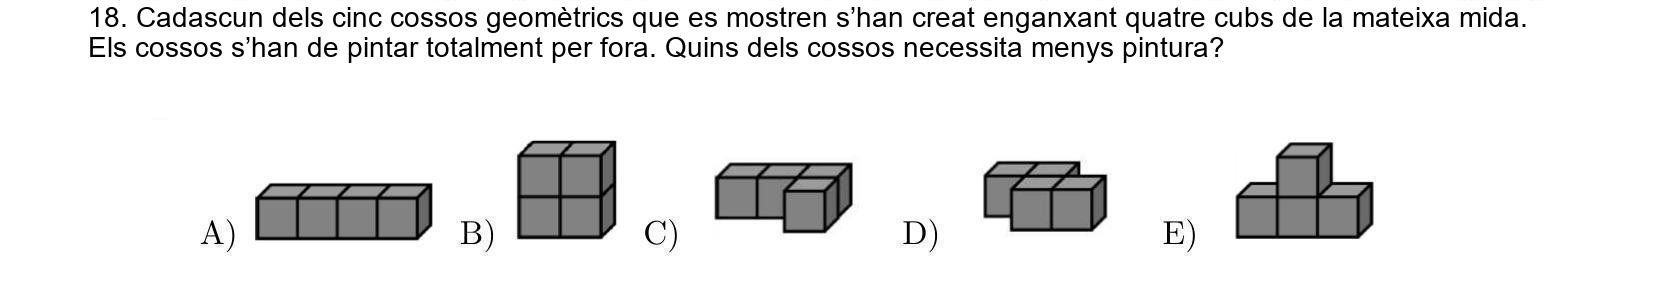 18. Cadascun dels cinc cossos geomètrics que es mostren s’han creat enganxant quatre cubs de la mateixa mida.
Els cossos s’han de pintar totalment per fora. Quins dels cossos necessita menys pintura?
A) B) C) D) E)